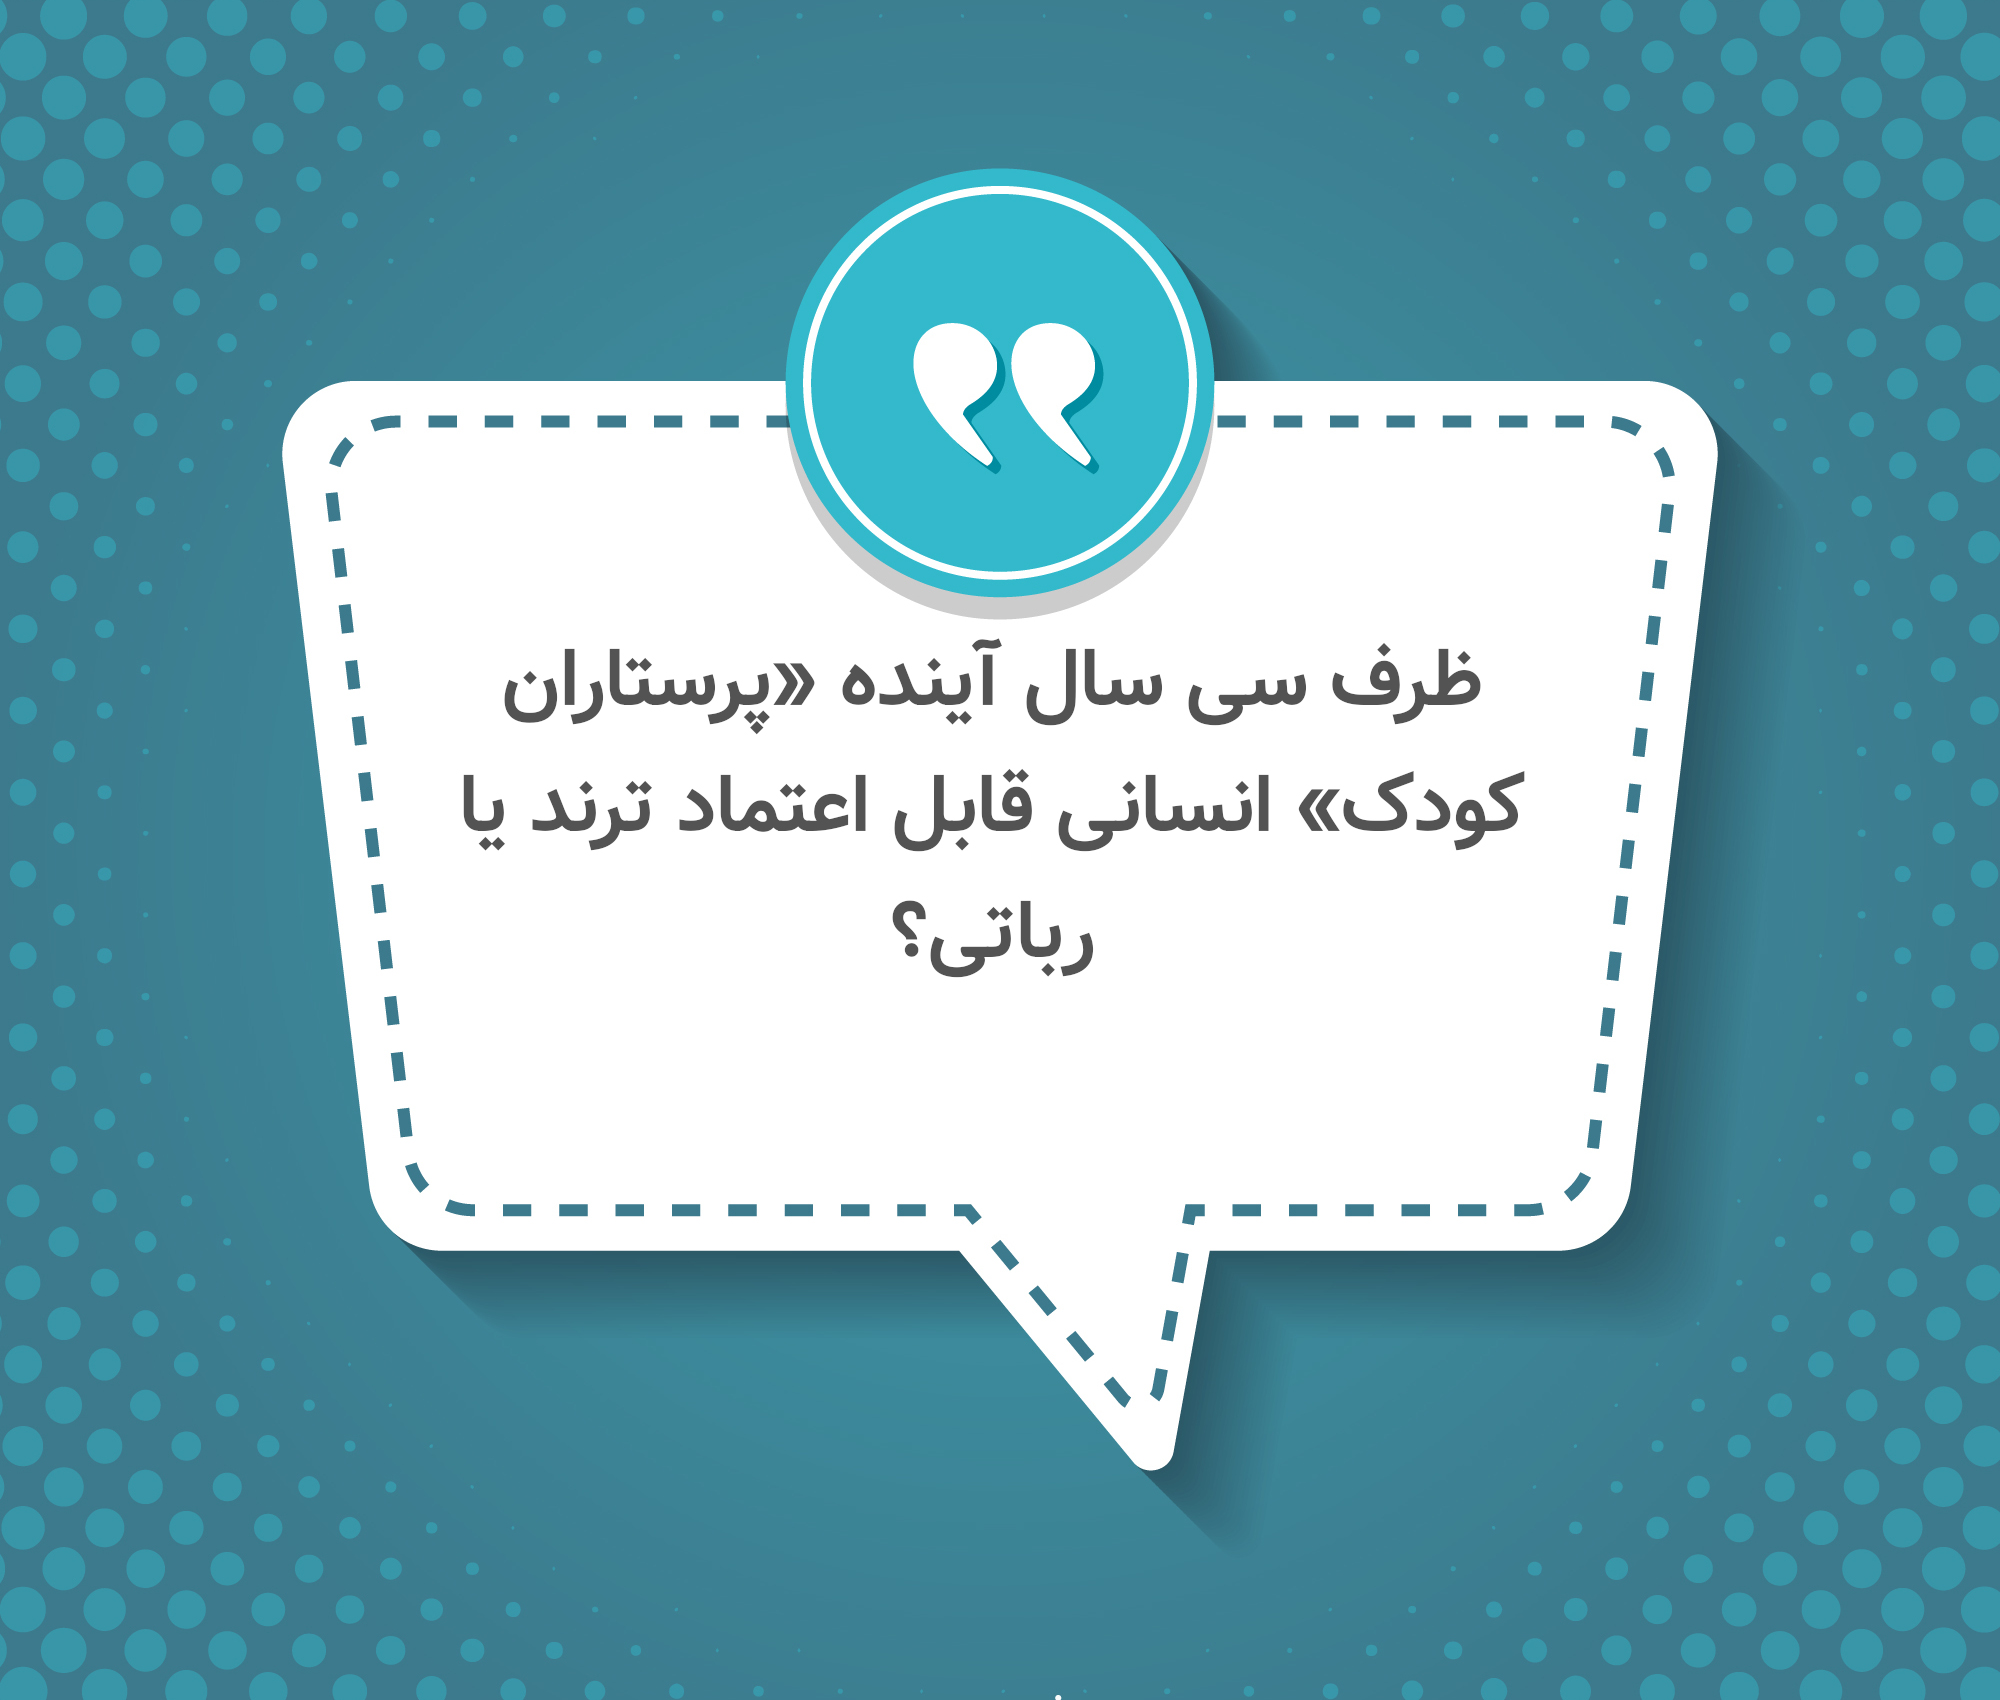 ظرف سی سال آینده «پرستاران
کودک» انسانی قابل اعتماد ترند یا
رباتی؟